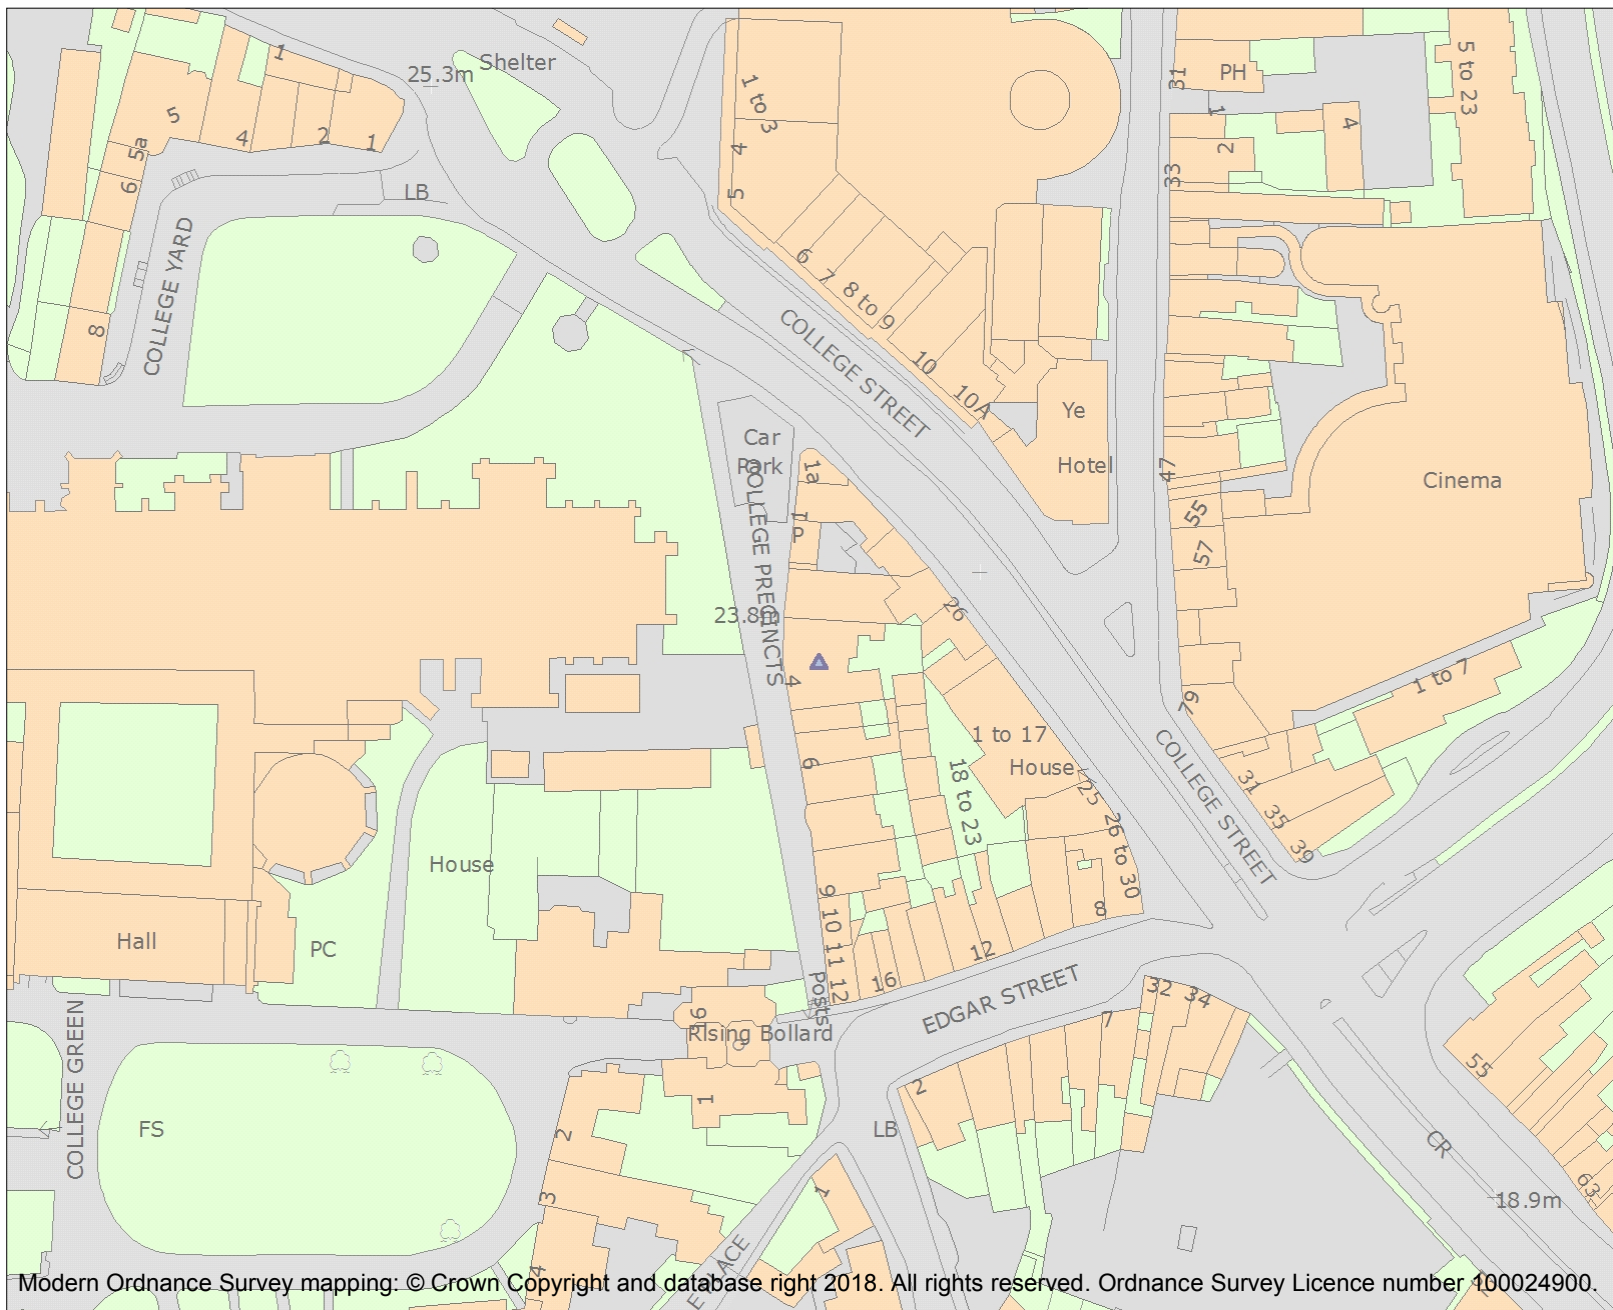 Shelter
25.3m
1
5
4
2
1
5a
6
8
LB
COLLEGE YARD
1 to 3
4
5
6
7
8 to 9
10
10A
COLLEGE STREET
Ye
Hotel
31
PH
1
2
33
4
5 to 23
47
55
57
79
Cinema
1 to 7
31
35
39
COLLEGE STREET
Car
Park
COLLEGE PRECINCTS
1a
1
P
23.8m
4
6
9
10
11
12
26
1 to 17
House
18 to 23
25
26 to 30
8
12
16
Posts
EDGAR STREET
Hall
PC
House
COLLEGE GREEN
FS
16
Rising Bollard
1
2
3
4
LB
2
7
32
34
1
E PLACE
55
63
CR
18.9m
Modern Ordnance Survey mapping: © Crown Copyright and database right 2018. All rights reserved. Ordnance Survey Licence number 100024900.